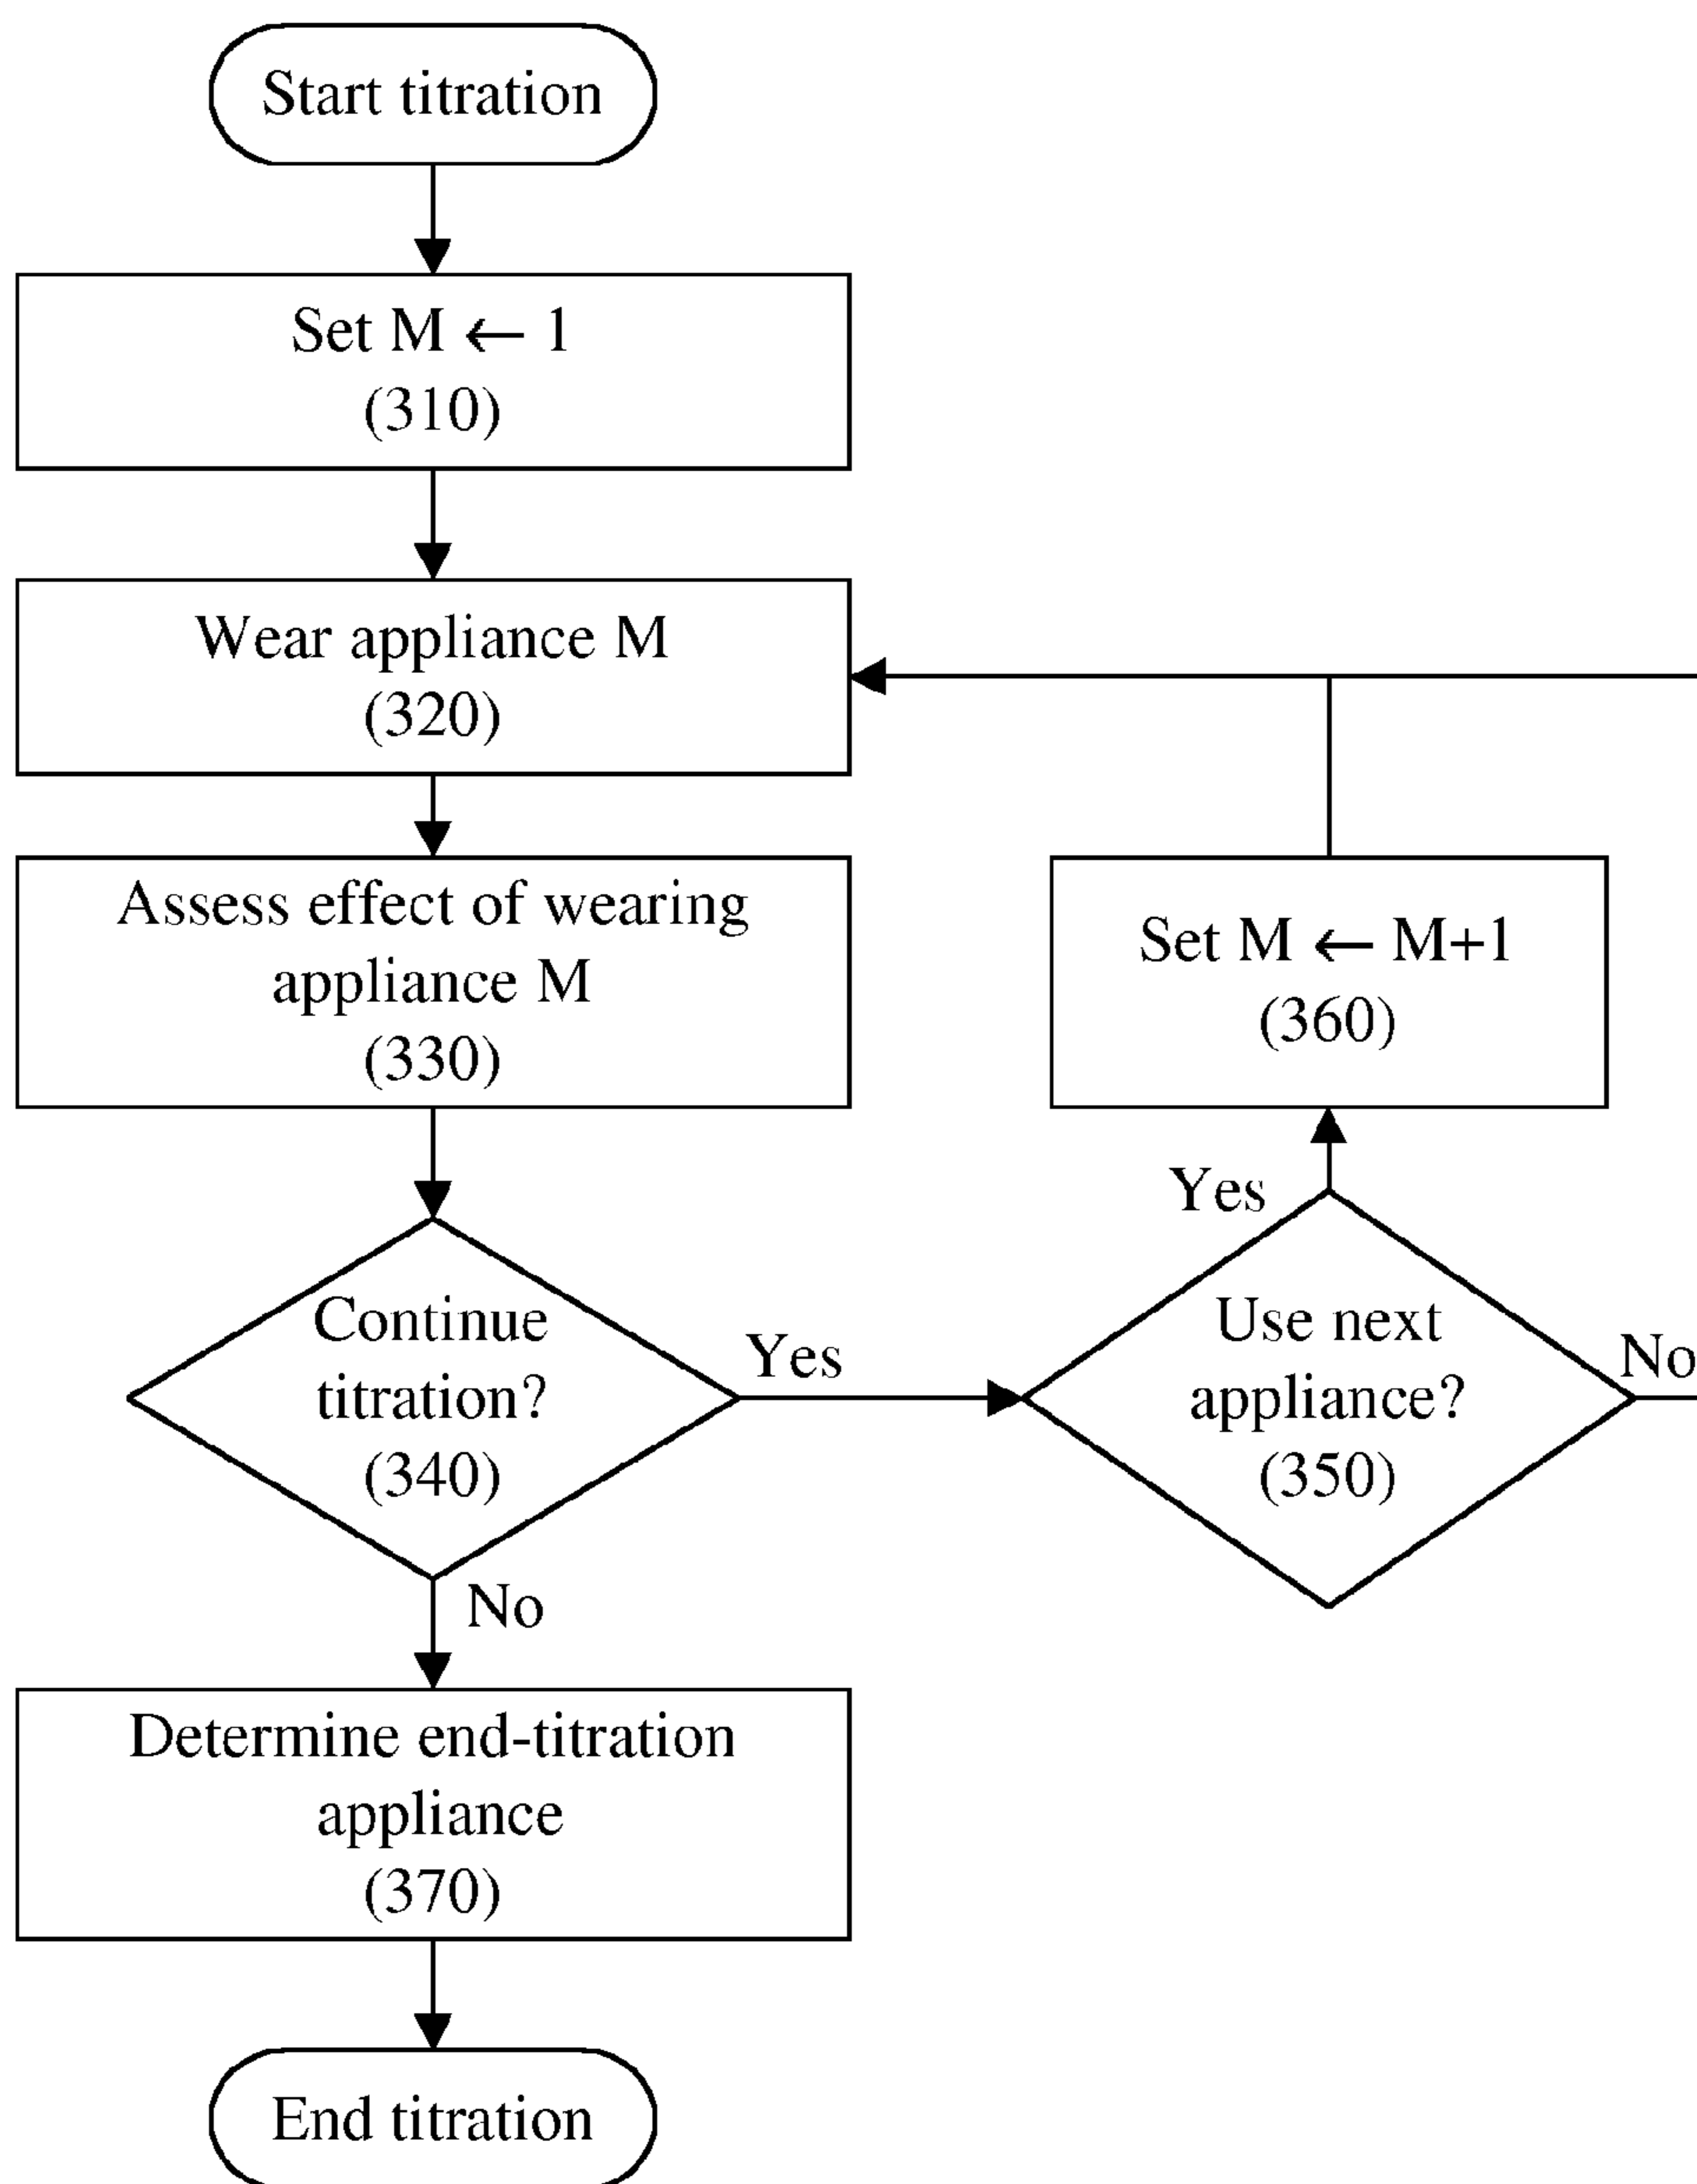 Start titration
Set M ← 1
(310)
Wear appliance M
(320)
Assess effect of wearing
appliance M
(330)
Set M ← M+1
(360)
Yes
Continue
titration?
(340)
Yes
Use next
appliance?
(350)
No
No
Determine end-titration
appliance
(370)
End titration